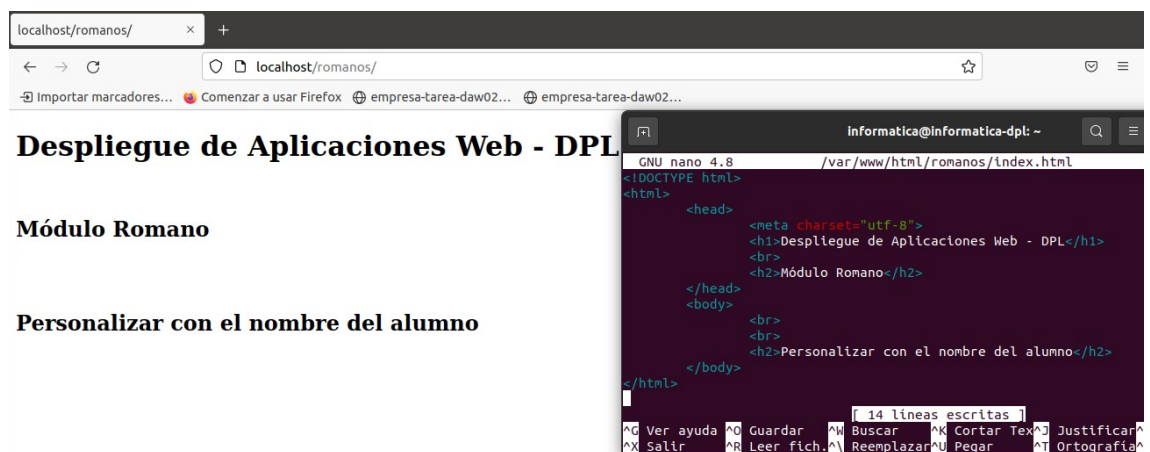 localhost/romanos/ × +
localhost/romanos/
Importar marcadores... Comenzar a usar Firefox empresa-tarea-daw02... empresa-tarea-daw02...
Despliegue de Aplicaciones Web - DPL
Módulo Romano
Personalizar con el nombre del alumno
informatica@informatica-dpl: ~
GNU nano 4.8 /var/www/html/romanos/index.html
<!DOCTYPE html>
<html>
<head>
<meta charset="utf-8">
<h1>Despliegue de Aplicaciones Web - DPL</h1>
<br>
<h2>Módulo Romano</h2>
</head>
<body>
<br>
<br>
<h2>Personalizar con el nombre del alumno</h2>
</body>
</html>
[ 14 líneas escritas ]
^G Ver ayuda ^O Guardar ^W Buscar ^K Cortar Tex ^J Justificar ^
^X Salir ^R Leer fich. ^\ Reemplazar ^U Pegar ^T Ortografía ^